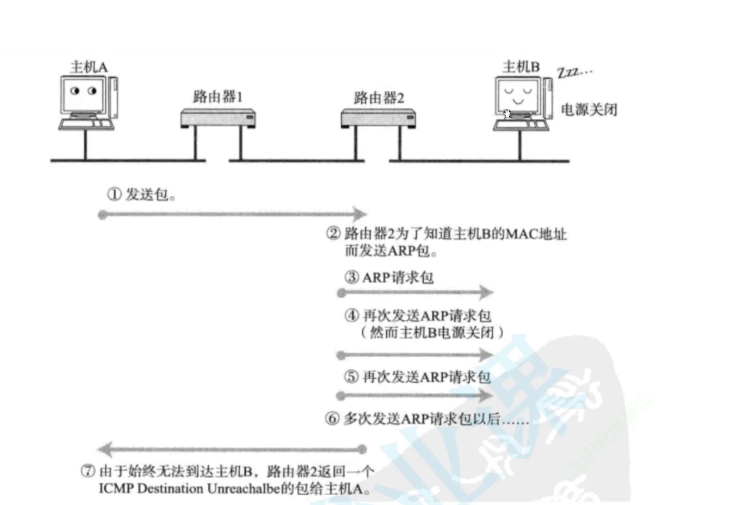 主机A
主机B
Zzz...
路由器1
路由器2
电源关闭
① 发送包。
② 路由器2为了知道主机B的MAC地址
而发送ARP包。
③ ARP请求包
④ 再次发送ARP请求包
（然而主机B电源关闭）
⑤ 再次发送ARP请求包
⑥ 多次发送ARP请求包以后……
⑦ 由于始终无法到达主机B，路由器2返回一个
ICMP Destination Unreachalbe的包给主机A。